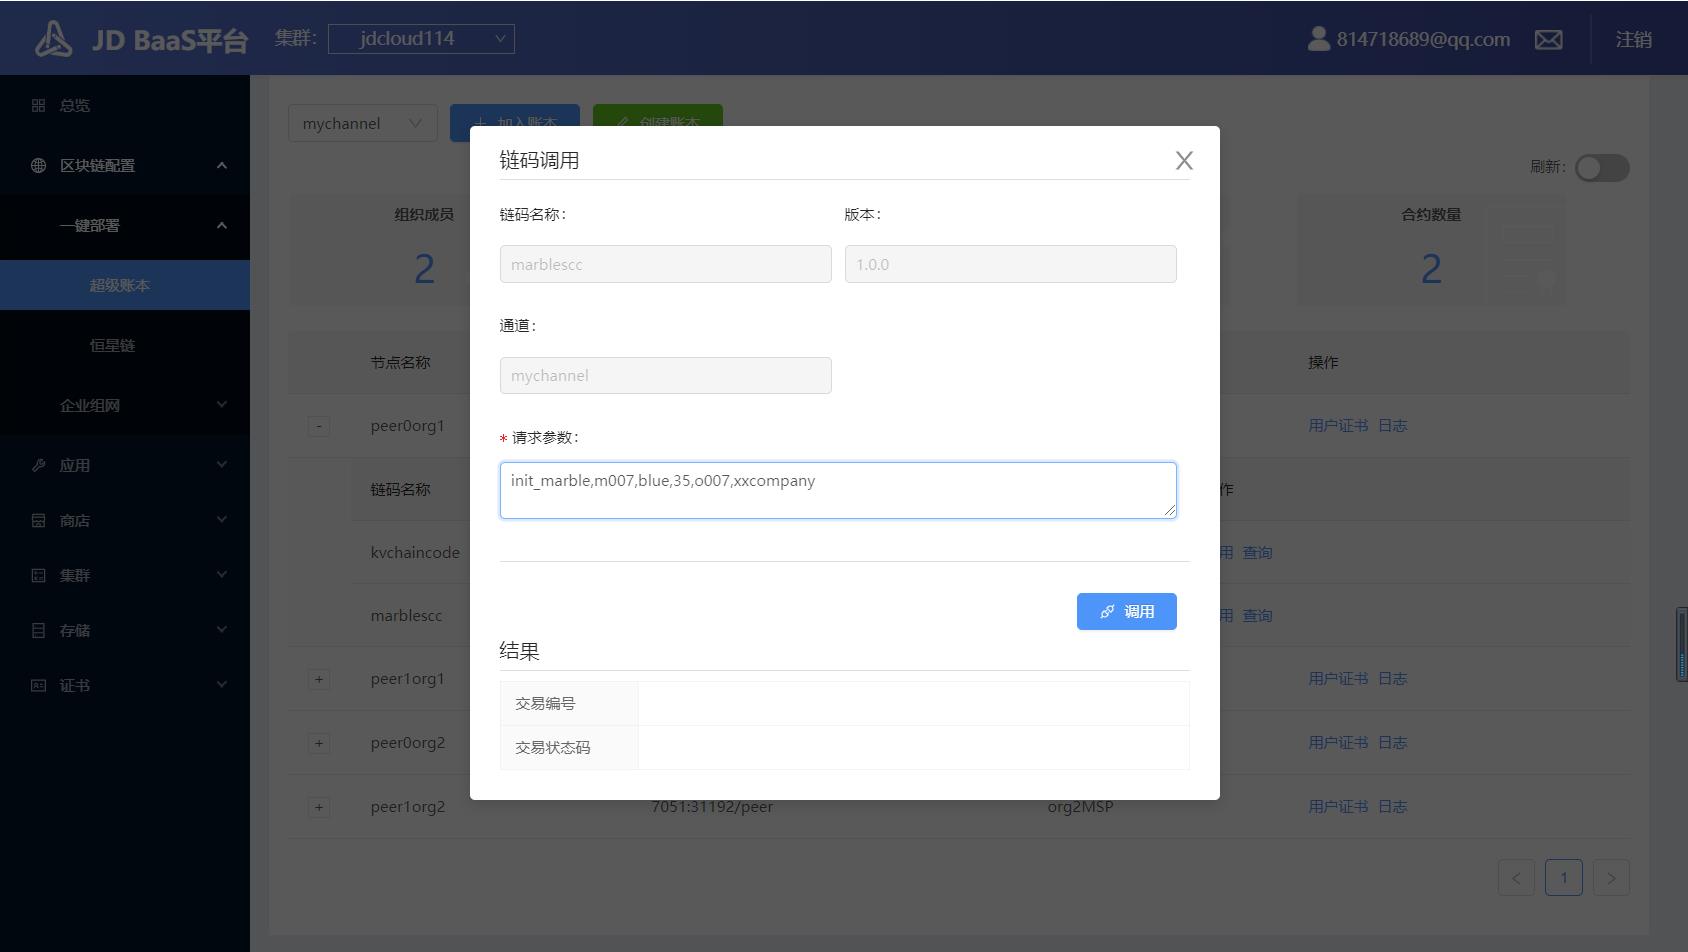 JD BaaS平台
集群:
jdcloud114
814718689@qq.com
注销
总览
区块链配置
一键部署
超级账本
恒星链
企业组网
应用
商店
集群
存储
证书
mychannel
加入账本
创建账本
刷新:
组织成员
2
合约数量
2
节点名称
操作
- peer0org1
用户证书 日志
链码名称
作
kvchaincode
用 查询
marblescc
用 查询
+ peer1org1
用户证书 日志
+ peer0org2
用户证书 日志
+ peer1org2
7051:31192/peer
org2MSP
用户证书 日志
< 1 >
链码调用
X
链码名称:
版本:
marblescc
1.0.0
通道:
mychannel
* 请求参数:
init_marble,m007,blue,35,o007,xxcompany
调用
结果
交易编号
交易状态码